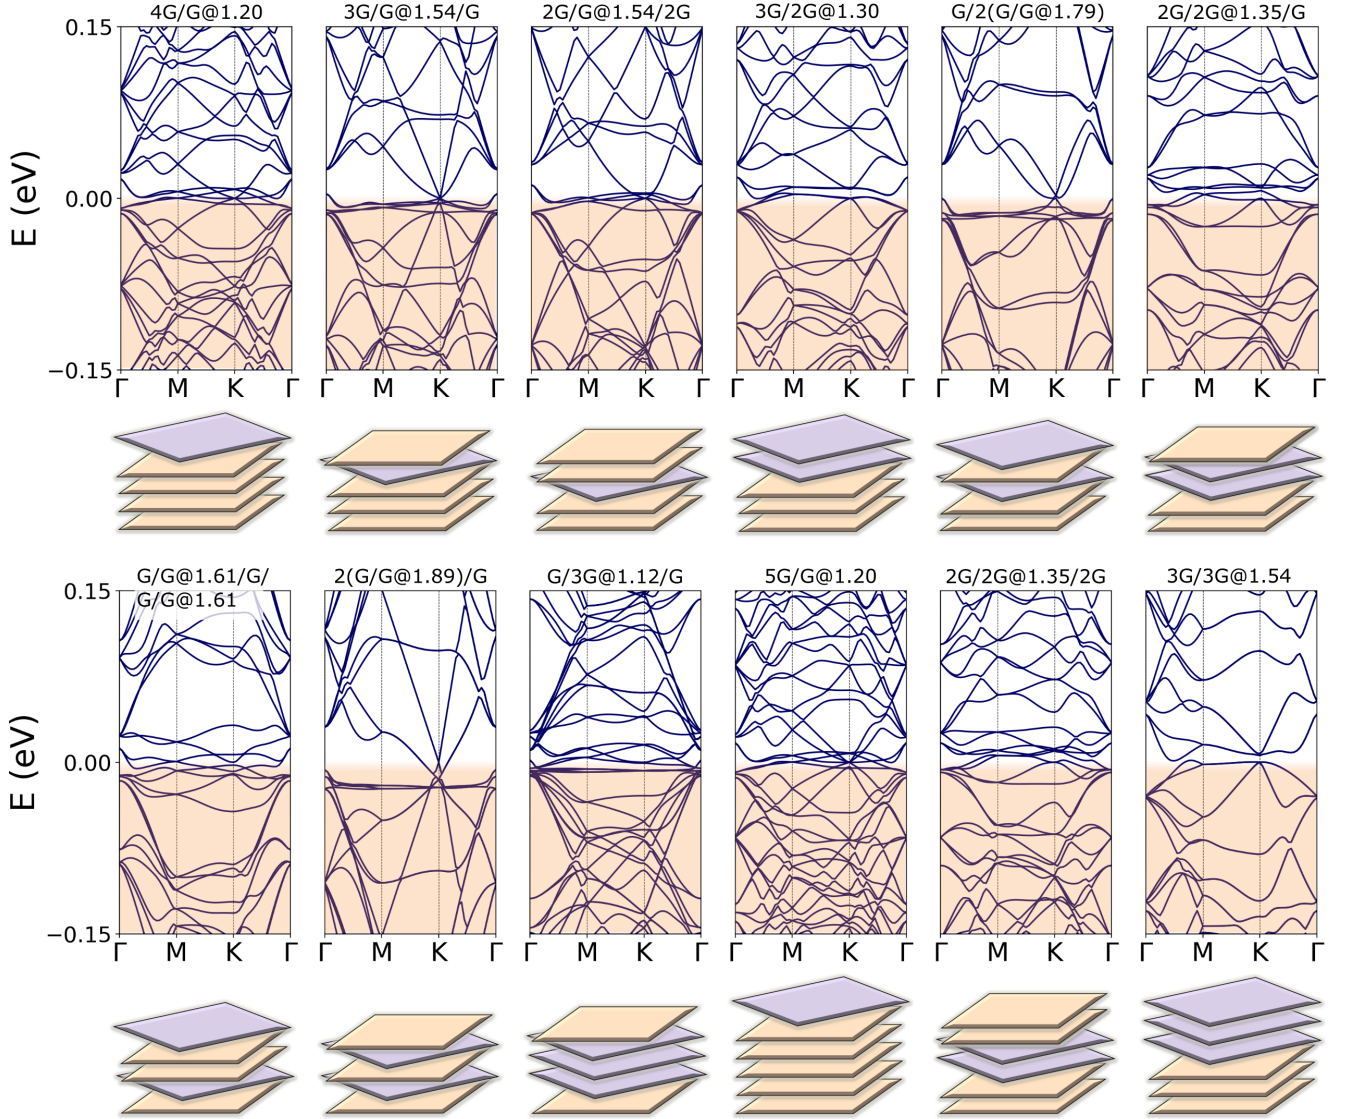 4G/G@1.20 3G/G@1.54/G 2G/G@1.54/2G 3G/2G@1.30 G/2(G/G@1.79) 2G/2G@1.35/G
0.15
0.00
−0.15
E (eV)
Γ M K Γ Γ M K Γ Γ M K Γ Γ M K Γ Γ M K Γ Γ M K Γ
G/G@1.61/G/ 2(G/G@1.89)/G G/3G@1.12/G 5G/G@1.20 2G/2G@1.35/2G 3G/3G@1.54
G/G@1.61
0.15
0.00
−0.15
E (eV)
Γ M K Γ Γ M K Γ Γ M K Γ Γ M K Γ Γ M K Γ Γ M K Γ